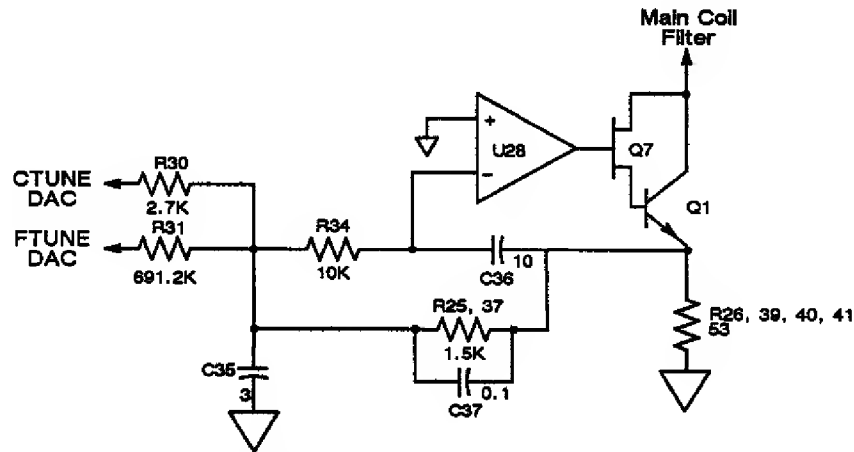 Main Coil
Filter
+
U28
-
Q7
Q1
R30
CTUNE
DAC
2.7K
R31
FTUNE
DAC
691.2K
R34
10K
C36
10
R25, 37
1.5K
C37
0.1
C35
3
R26, 39, 40, 41
53